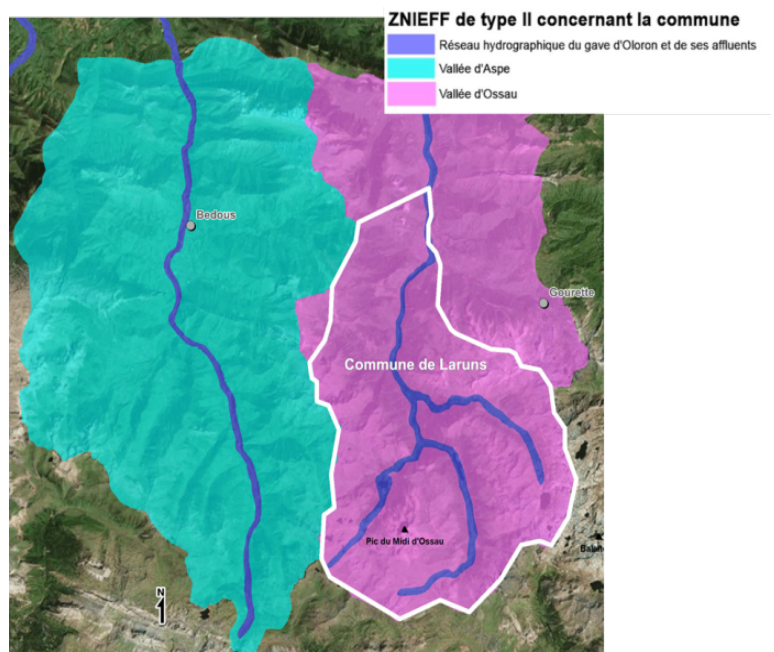 ZNIEFF de type II concernant la commune
Réseau hydrographique du gave d'Oloron et de ses affluents
Vallée d'Aspe
Vallée d'Ossau
Bedous
Gourette
Commune de Laruns
Pic du Midi d'Ossau
N